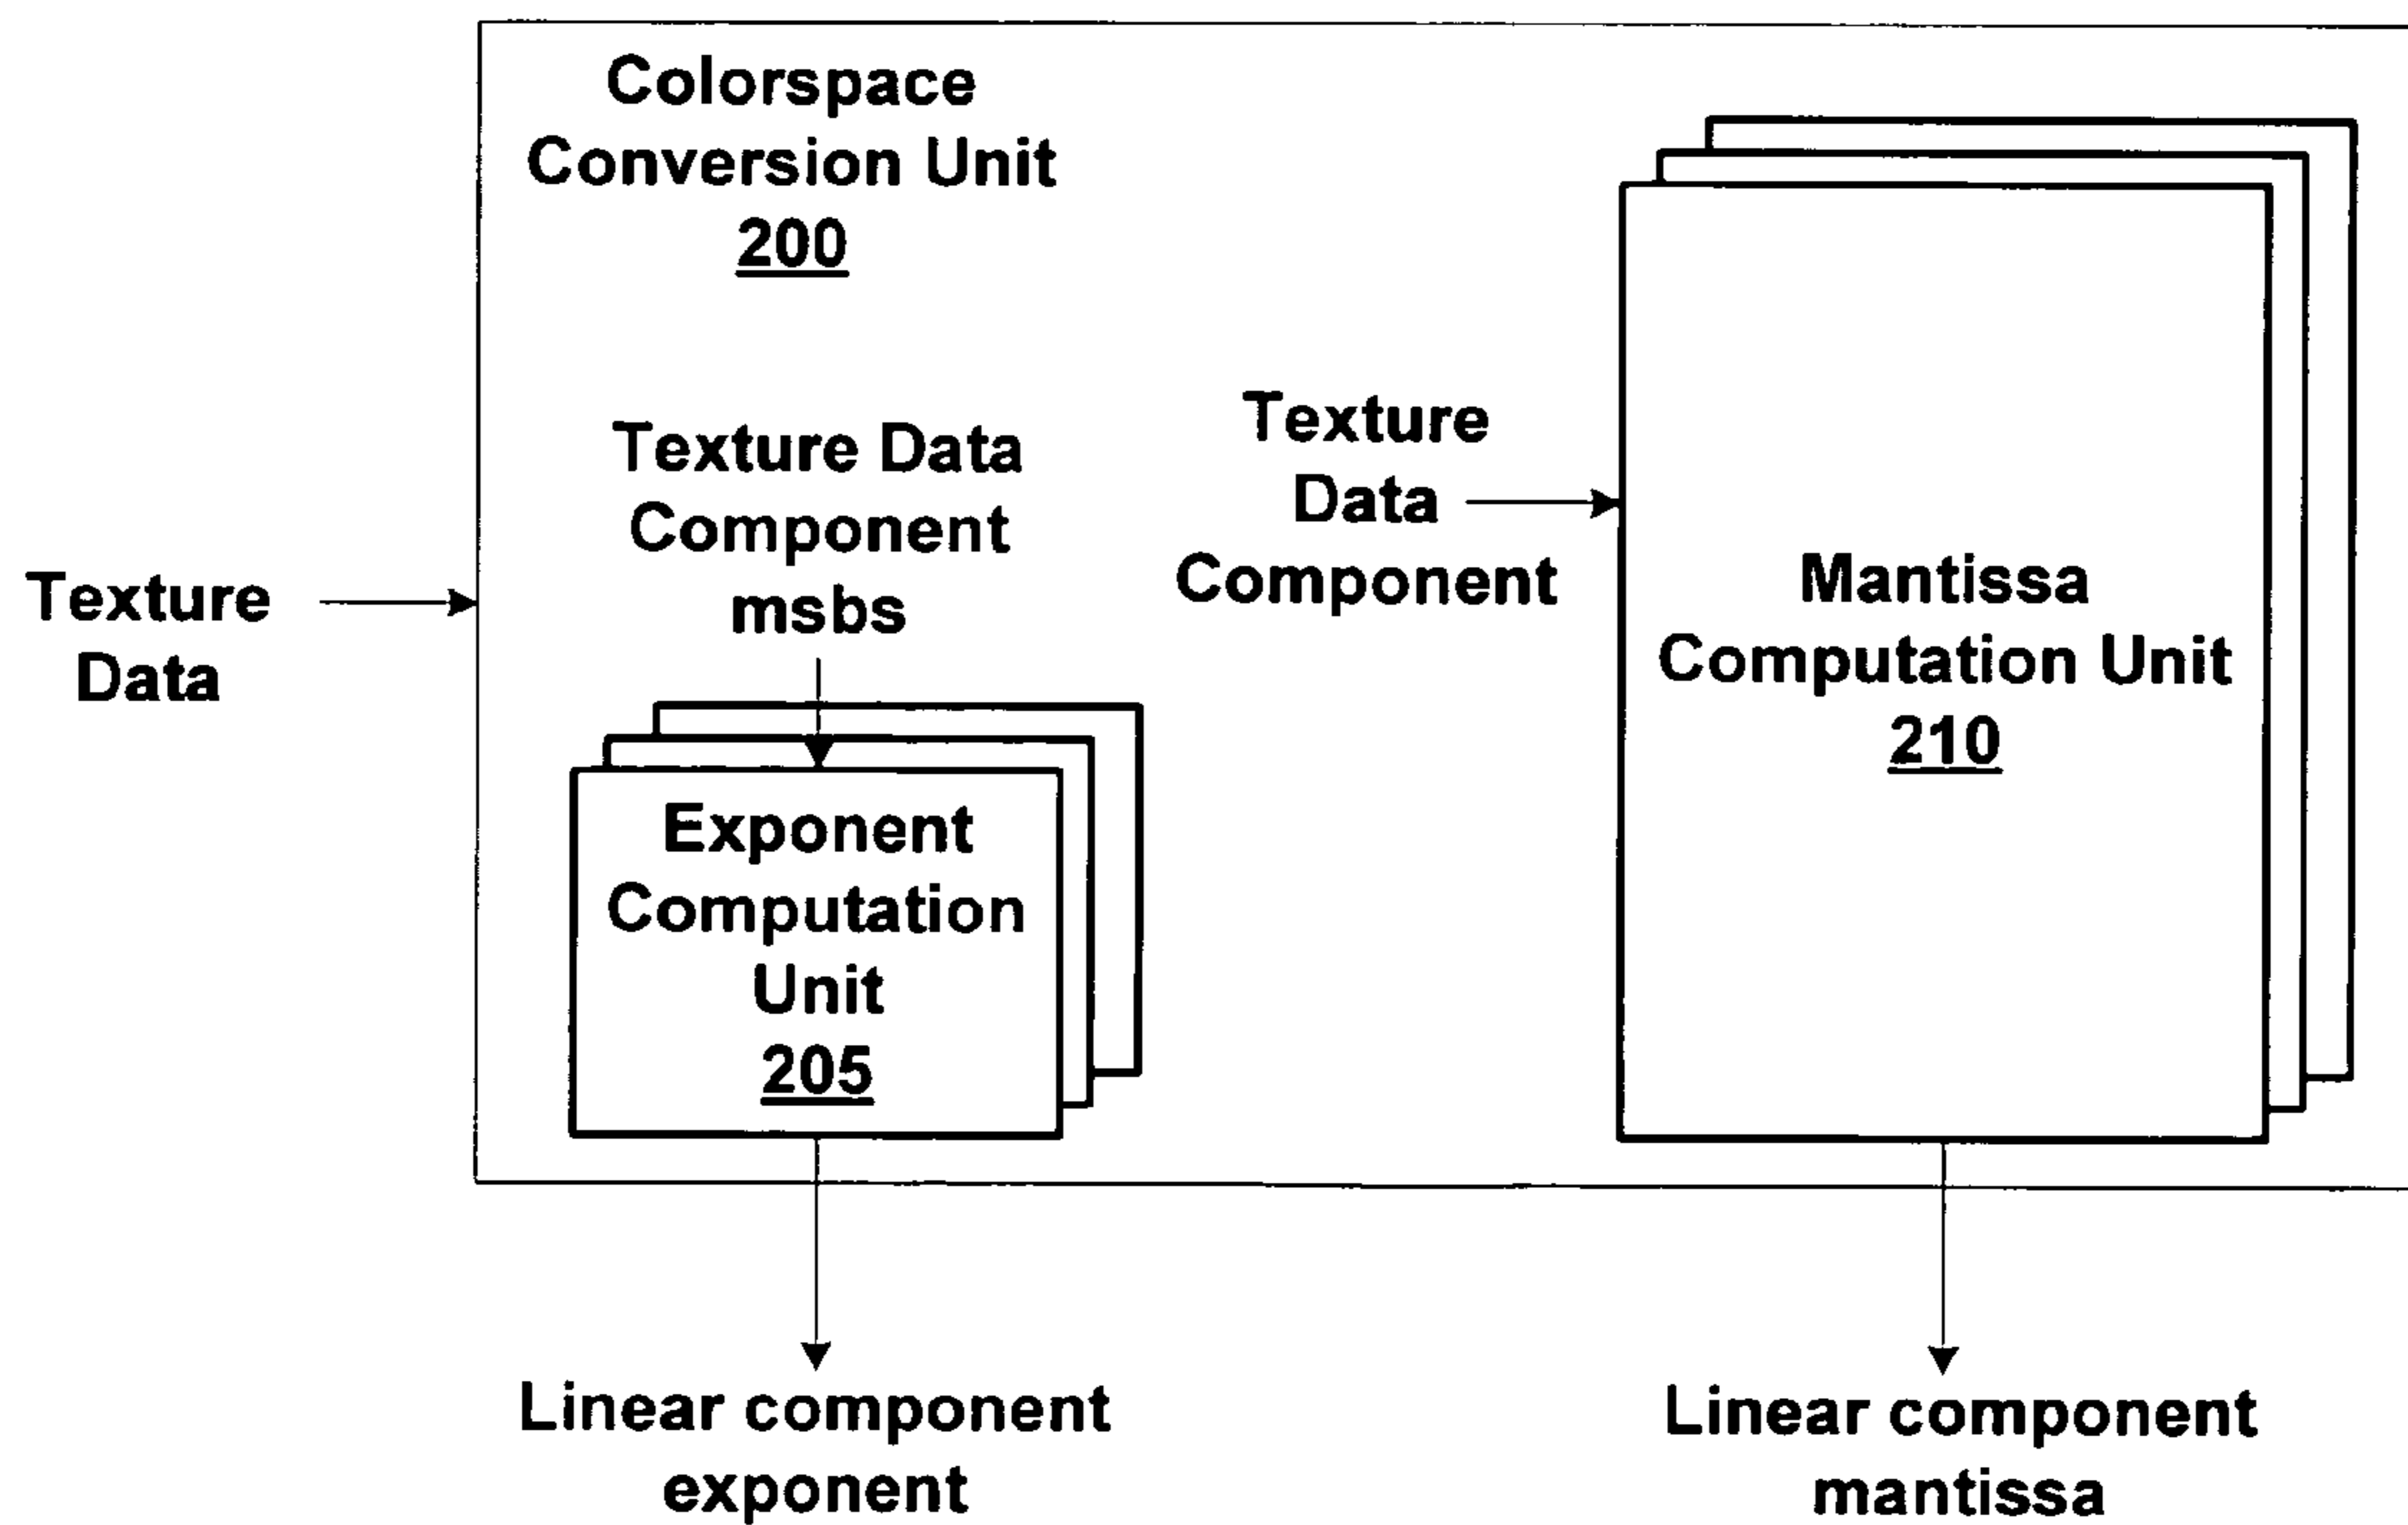 Colorspace
Conversion Unit
200
Texture Data
Component
msbs
Texture
Data
Component
Texture
Data
Mantissa
Computation Unit
210
Exponent
Computation
Unit
205
Linear component
exponent
Linear component
mantissa